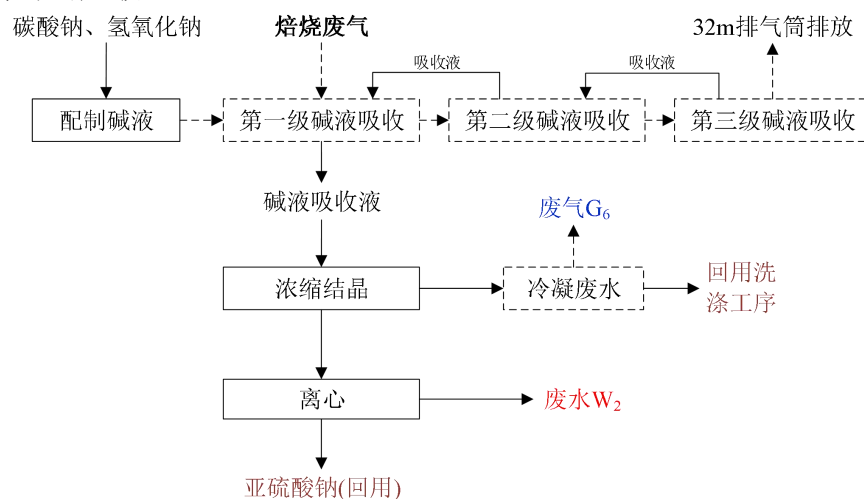 碳酸钠、氢氧化钠
焙烧废气
32m排气筒排放
吸收液
吸收液
配制碱液
第一级碱液吸收
第二级碱液吸收
第三级碱液吸收
碱液吸收液
废气G6
浓缩结晶
冷凝废水
回用洗
涤工序
离心
废水W2
亚硫酸钠(回用)